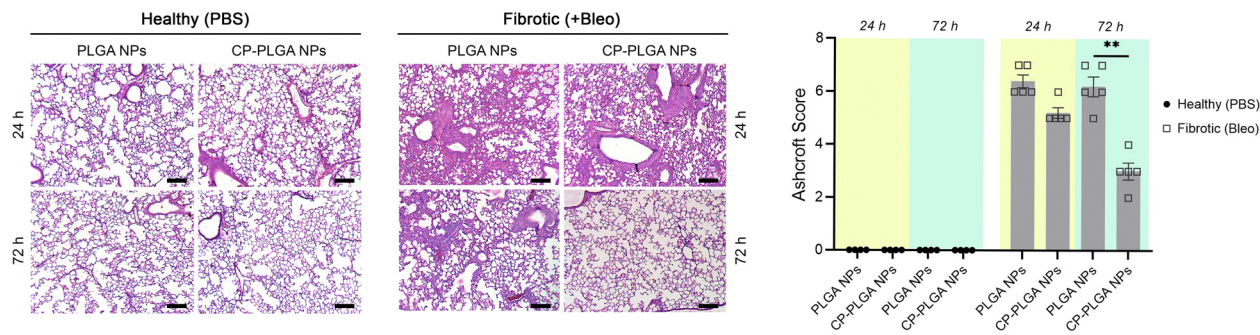 Healthy (PBS)
PLGA NPs
CP-PLGA NPs
24 h
72 h
Fibrotic (+Bleo)
PLGA NPs
CP-PLGA NPs
24 h
72 h
24 h
72 h
24 h
72 h
**
Ashcroft Score
8
6
4
2
0
PLGA NPs
CP-PLGA NPs
PLGA NPs
CP-PLGA NPs
PLGA NPs
CP-PLGA NPs
PLGA NPs
CP-PLGA NPs
Healthy (PBS)
Fibrotic (Bleo)